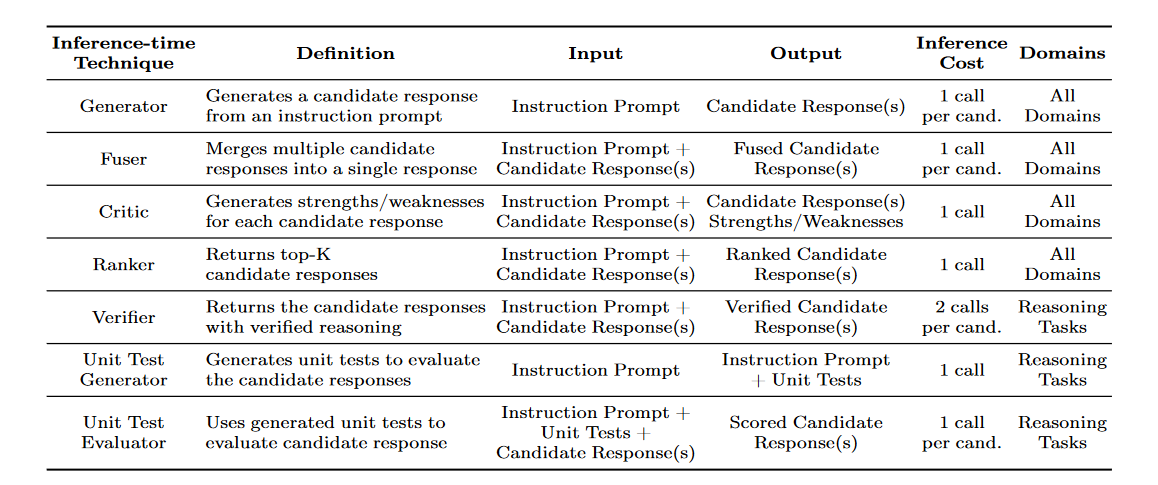 Inference-time Technique Definition Input Output Inference Cost Domains
Generator Generates a candidate response from an instruction prompt Instruction Prompt Candidate Response(s) 1 call per cand. All Domains
Fuser Merges multiple candidate responses into a single response Instruction Prompt + Candidate Response(s) Fused Candidate Response(s) 1 call per cand. All Domains
Critic Generates strengths/weaknesses for each candidate response Instruction Prompt + Candidate Response(s) Candidate Response(s) Strengths/Weaknesses 1 call All Domains
Ranker Returns top-K candidate responses Instruction Prompt + Candidate Response(s) Ranked Candidate Response(s) 1 call All Domains
Verifier Returns the candidate responses with verified reasoning Instruction Prompt + Candidate Response(s) Verified Candidate Response(s) 2 calls per cand. Reasoning Tasks
Unit Test Generator Generates unit tests to evaluate the candidate responses Instruction Prompt Instruction Prompt + Unit Tests 1 call Reasoning Tasks
Unit Test Evaluator Uses generated unit tests to evaluate candidate response Instruction Prompt + Unit Tests + Candidate Response(s) Scored Candidate Response(s) 1 call per cand. Reasoning Tasks